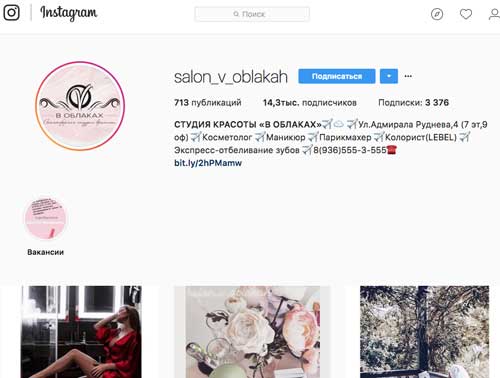 Instagram
Поиск
salon_v_oblakah
Подписаться
713 публикаций 14,3тыс. подписчиков Подписки: 3 376
СТУДИЯ КРАСОТЫ «В ОБЛАКАХ»✈️☁️ ✈️Ул.Адмирала Руднева,4 (7 эт,9
оф) ✈️Косметолог ✈️Маникюр ✈️Парикмахер ✈️Колорист(LEBEL) ✈️
Экспресс-отбеливание зубов ✈️8(936)555-3-555☎️
bit.ly/2hPMamw
В ОБЛАКАХ
Вакансии